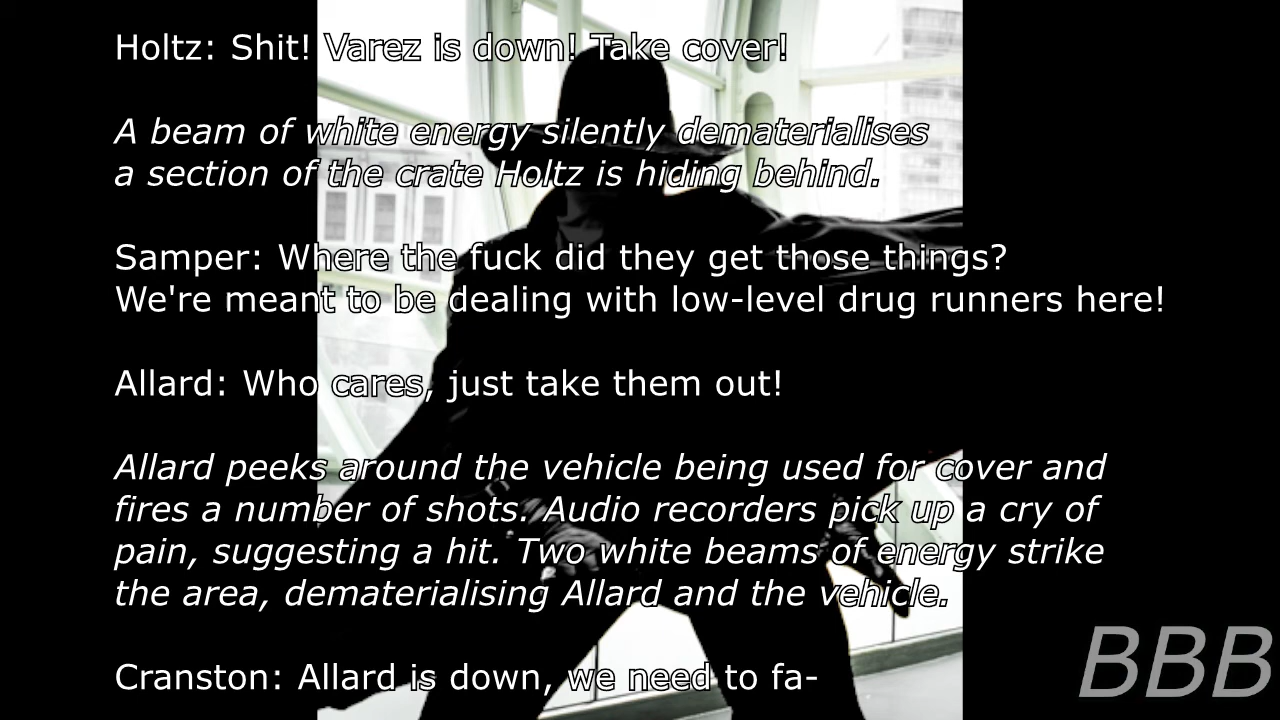 Holtz: Shit! Varez is down! Take cover!
A beam of white energy silently dematerialises
a section of the crate Holtz is hiding behind.
Samper: Where the fuck did they get those things?
We're meant to be dealing with low-level drug runners here!
Allard: Who cares, just take them out!
Allard peeks around the vehicle being used for cover and
fires a number of shots. Audio recorders pick up a cry of
pain, suggesting a hit. Two white beams of energy strike
the area, dematerialising Allard and the vehicle.
Cranston: Allard is down, we need to fa-
BBB